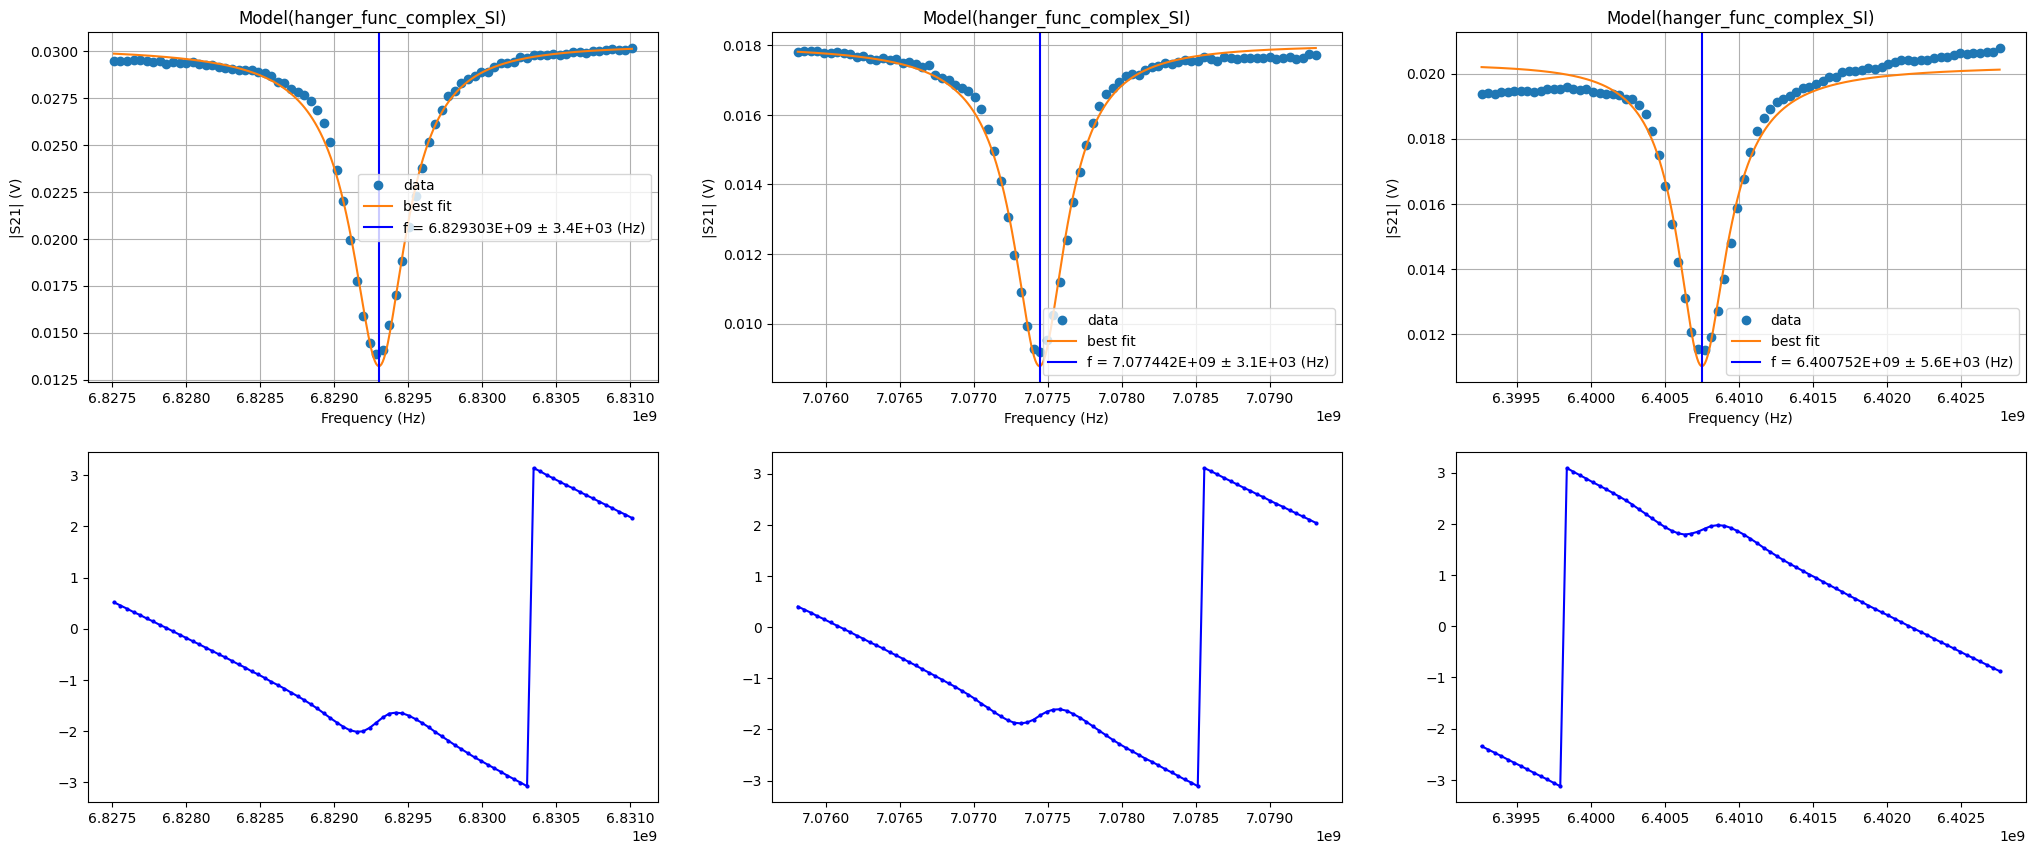 Model(hanger_func_complex_SI)
Model(hanger_func_complex_SI)
Model(hanger_func_complex_SI)
|S21| (V)
0.0300
0.0275
0.0250
0.0225
0.0200
0.0175
0.0150
0.0125
data
best fit
f = 6.829303E+09 ± 3.4E+03 (Hz)
6.8275 6.8280 6.8285 6.8290 6.8295 6.8300 6.8305 6.8310
Frequency (Hz)
1e9
|S21| (V)
0.018
0.016
0.014
0.012
0.010
data
best fit
f = 7.077442E+09 ± 3.1E+03 (Hz)
7.0760 7.0765 7.0770 7.0775 7.0780 7.0785 7.0790
Frequency (Hz)
1e9
|S21| (V)
0.020
0.018
0.016
0.014
0.012
data
best fit
f = 6.400752E+09 ± 5.6E+03 (Hz)
6.3995 6.4000 6.4005 6.4010 6.4015 6.4020 6.4025
Frequency (Hz)
1e9
3
2
1
0
−1
−2
−3
6.8275 6.8280 6.8285 6.8290 6.8295 6.8300 6.8305 6.8310
1e9
3
2
1
0
−1
−2
−3
7.0760 7.0765 7.0770 7.0775 7.0780 7.0785 7.0790
1e9
3
2
1
0
−1
−2
−3
6.3995 6.4000 6.4005 6.4010 6.4015 6.4020 6.4025
1e9